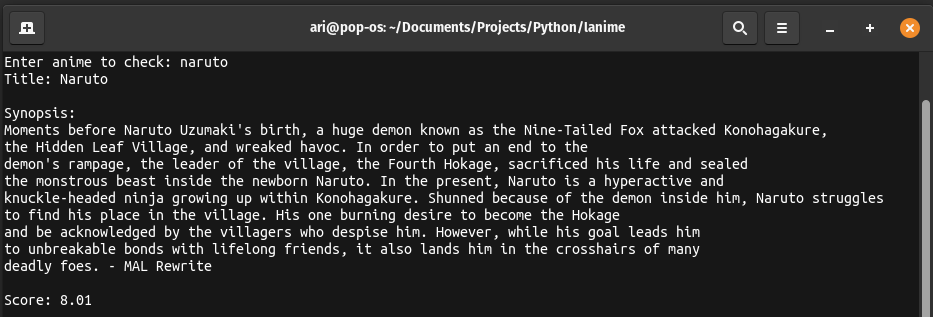 ari@pop-os: ~/Documents/Projects/Python/Ianime
Enter anime to check: naruto
Title: Naruto
Synopsis:
Moments before Naruto Uzumaki's birth, a huge demon known as the Nine-Tailed Fox attacked Konohagakure,
the Hidden Leaf Village, and wreaked havoc. In order to put an end to the
demon's rampage, the leader of the village, the Fourth Hokage, sacrificed his life and sealed
the monstrous beast inside the newborn Naruto. In the present, Naruto is a hyperactive and
knuckle-headed ninja growing up within Konohagakure. Shunned because of the demon inside him, Naruto struggles
to find his place in the village. His one burning desire to become the Hokage
and be acknowledged by the villagers who despise him. However, while his goal leads him
to unbreakable bonds with lifelong friends, it also lands him in the crosshairs of many
deadly foes. - MAL Rewrite
Score: 8.01